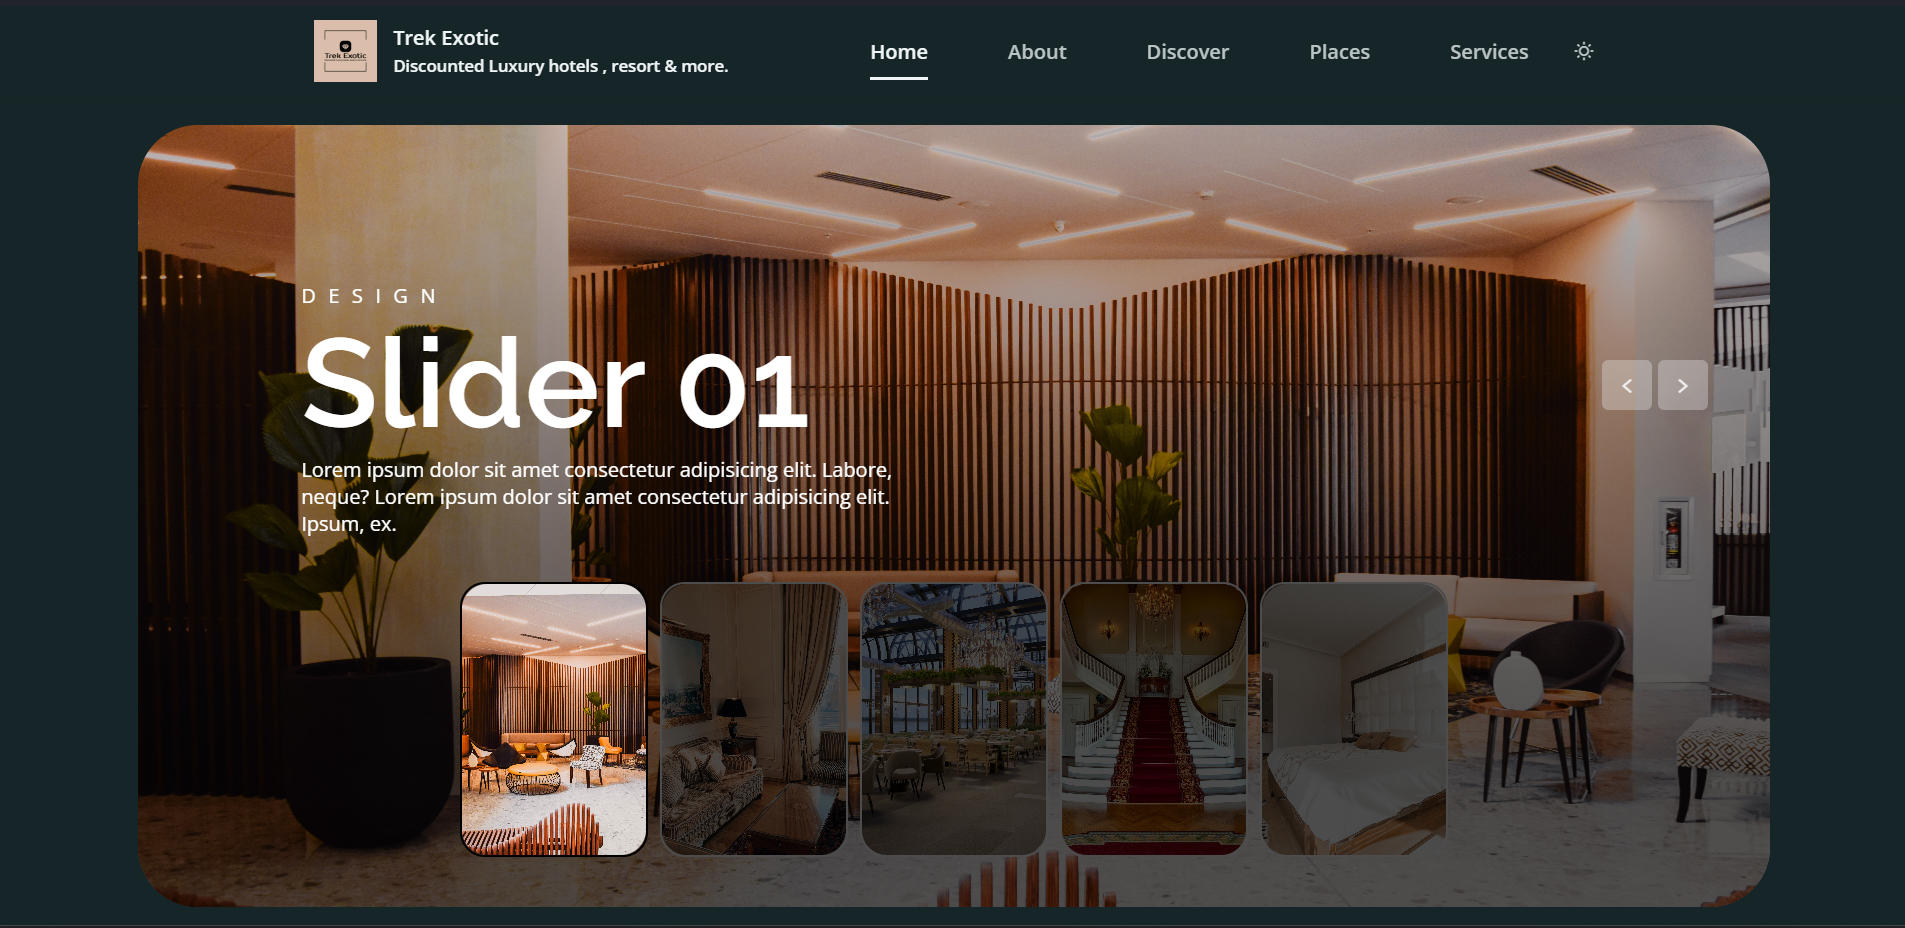 Trek Exotic
Trek Exotic
Discounted Luxury hotels , resort & more.
Home
About
Discover
Places
Services
DESIGN
Slider 01
Lorem ipsum dolor sit amet consectetur adipisicing elit. Labore,
neque? Lorem ipsum dolor sit amet consectetur adipisicing elit.
Ipsum, ex.